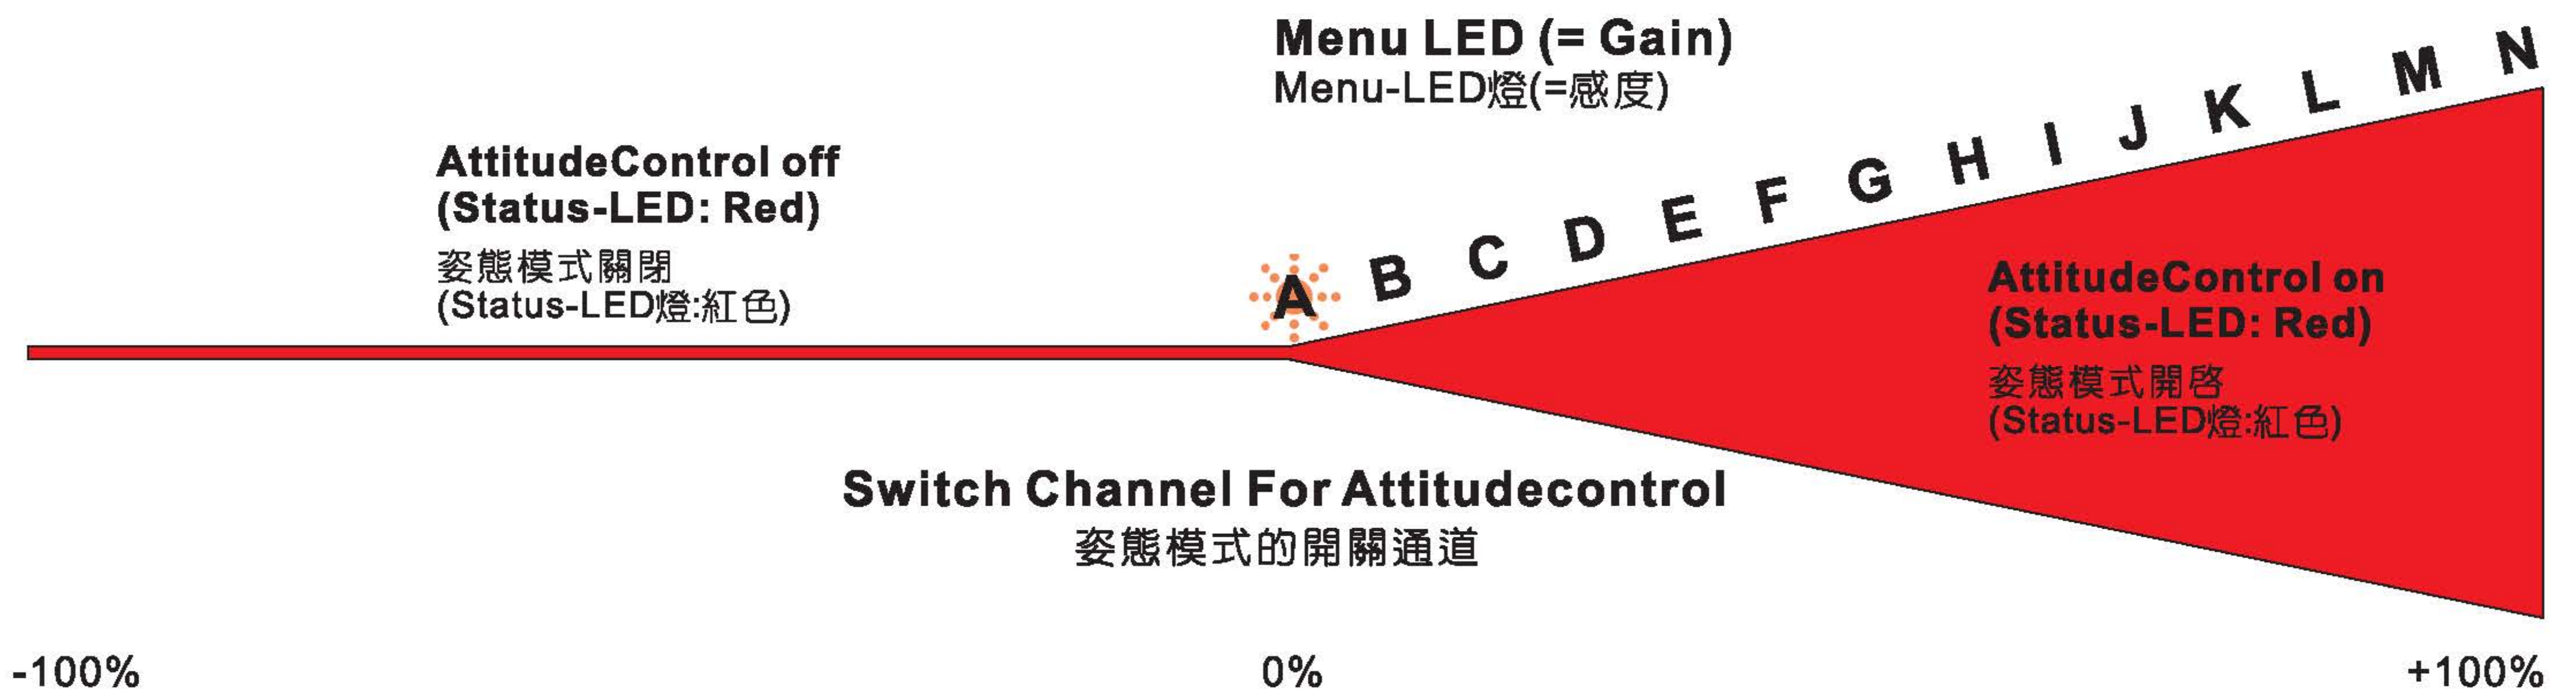 Menu LED (= Gain)
Menu-LED燈(=感度)
AttitudeControl off
(Status-LED: Red)
姿態模式關閉
(Status-LED燈:紅色)
A B C D E F G H I J K L M N
AttitudeControl on
(Status-LED: Red)
姿態模式開啓
(Status-LED燈:紅色)
Switch Channel For Attitudecontrol
姿態模式的開關通道
-100% 0% +100%